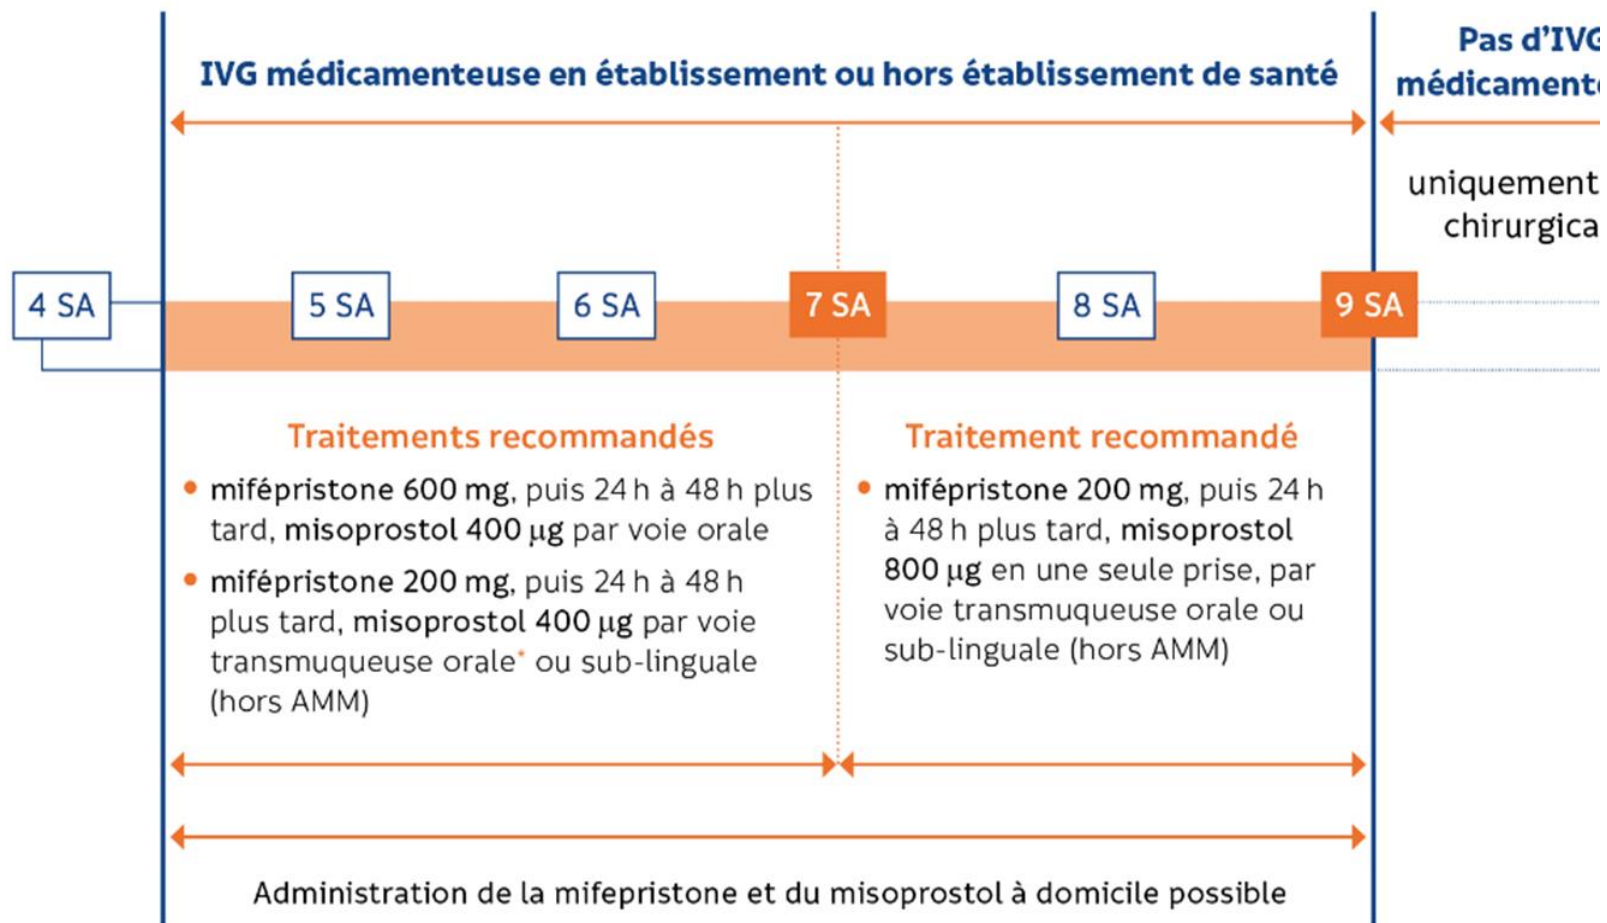 IVG médicamenteuse en établissement ou hors établissement de santé
Pas d'IVG
uniquement
4 SA
5 SA
6 SA
7 SA
8 SA
9 SA
Traitements recommandés
• mifépristone 600 mg, puis 24 h à 48 h plus
tard, misoprostol 400 µg par voie orale
• mifépristone 200 mg, puis 24 h à 48 h
plus tard, misoprostol 400 µg par voie
transmuqueuse orale* ou sub-linguale
(hors AMM)
Traitement recommandé
• mifépristone 200 mg, puis 24 h
à 48 h plus tard, misoprostol
800 µg en une seule prise, par
voie transmuqueuse orale ou
sub-linguale (hors AMM)
Administration de la mifepristone et du misoprostol à domicile possible